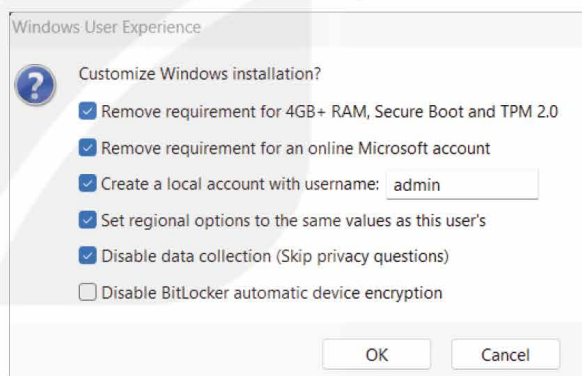 Windows User Experience
Customize Windows installation?
Remove requirement for 4GB+ RAM, Secure Boot and TPM 2.0
Remove requirement for an online Microsoft account
Create a local account with username: admin
Set regional options to the same values as this user's
Disable data collection (Skip privacy questions)
Disable BitLocker automatic device encryption
OK Cancel